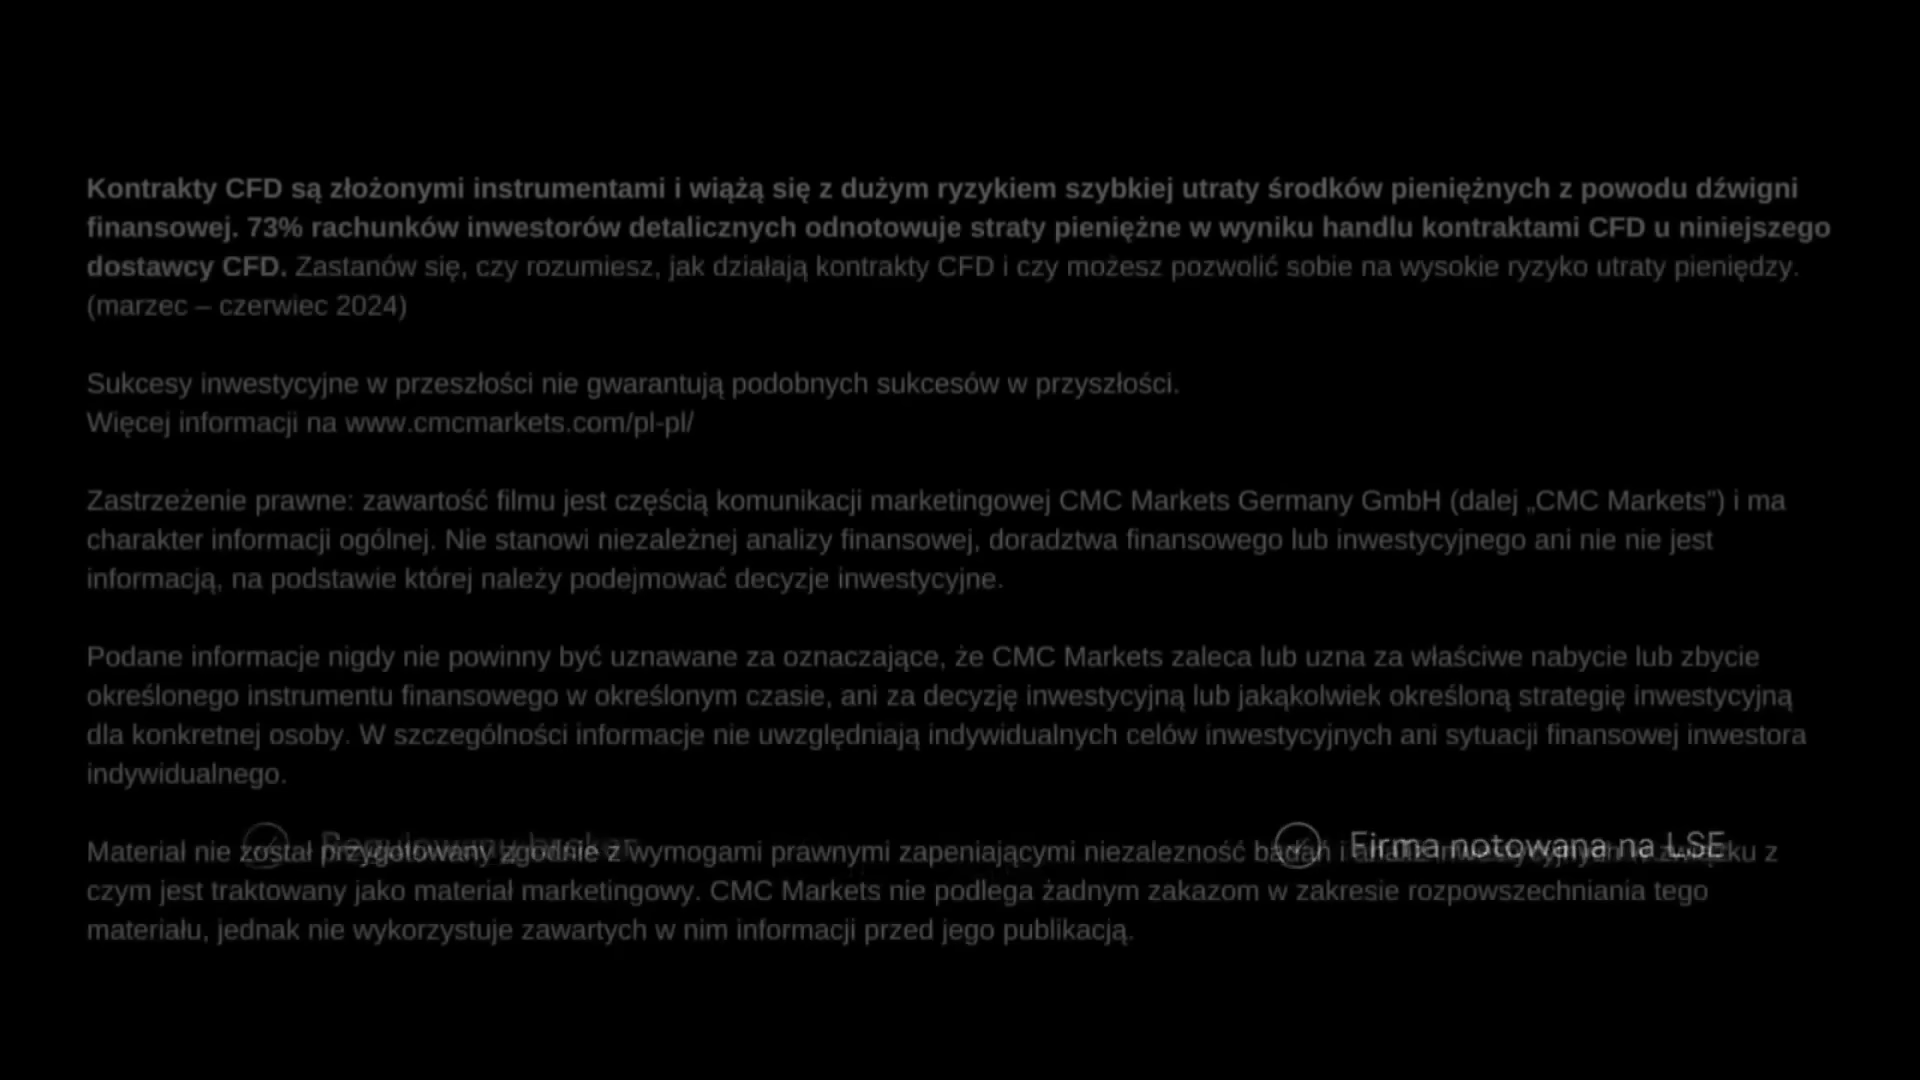 Kontrakty CFD są złożonymi instrumentami i wiążą się z dużym ryzykiem szybkiej utraty środków pieniężnych z powodu dźwigni
finansowej. 73% rachunków inwestorów detalicznych odnotowuje straty pieniężne w wyniku handlu kontraktami CFD u niniejszego
dostawcy CFD. Zastanów się, czy rozumiesz, jak działają kontrakty CFD i czy możesz pozwolić sobie na wysokie ryzyko utraty pieniędzy.
(marzec – czerwiec 2024)
Sukcesy inwestycyjne w przeszłości nie gwarantują podobnych sukcesów w przyszłości.
Więcej informacji na www.cmcmarkets.com/pl-pl/
Zastrzeżenie prawne: zawartość filmu jest częścią komunikacji marketingowej CMC Markets Germany GmbH (dalej „CMC Markets”) i ma
charakter informacji ogólnej. Nie stanowi niezależnej analizy finansowej, doradztwa finansowego lub inwestycyjnego ani nie nie jest
informacją, na podstawie której należy podejmować decyzje inwestycyjne.
Podane informacje nigdy nie powinny być uznawane za oznaczające, że CMC Markets zaleca lub uzna za właściwe nabycie lub zbycie
określonego instrumentu finansowego w określonym czasie, ani za decyzję inwestycyjną lub jakąkolwiek określoną strategię inwestycyjną
dla konkretnej osoby. W szczególności informacje nie uwzględniają indywidualnych celów inwestycyjnych ani sytuacji finansowej inwestora
indywidualnego.
Firma notowana na LSE
Materiał nie został przygotowany zgodnie z wymogami prawnymi zapeniającymi niezalezność badań i z
czym jest traktowany jako materiał marketingowy. CMC Markets nie podlega żadnym zakazom w zakresie rozpowszechniania tego
materiału, jednak nie wykorzystuje zawartych w nim informacji przed jego publikacją.